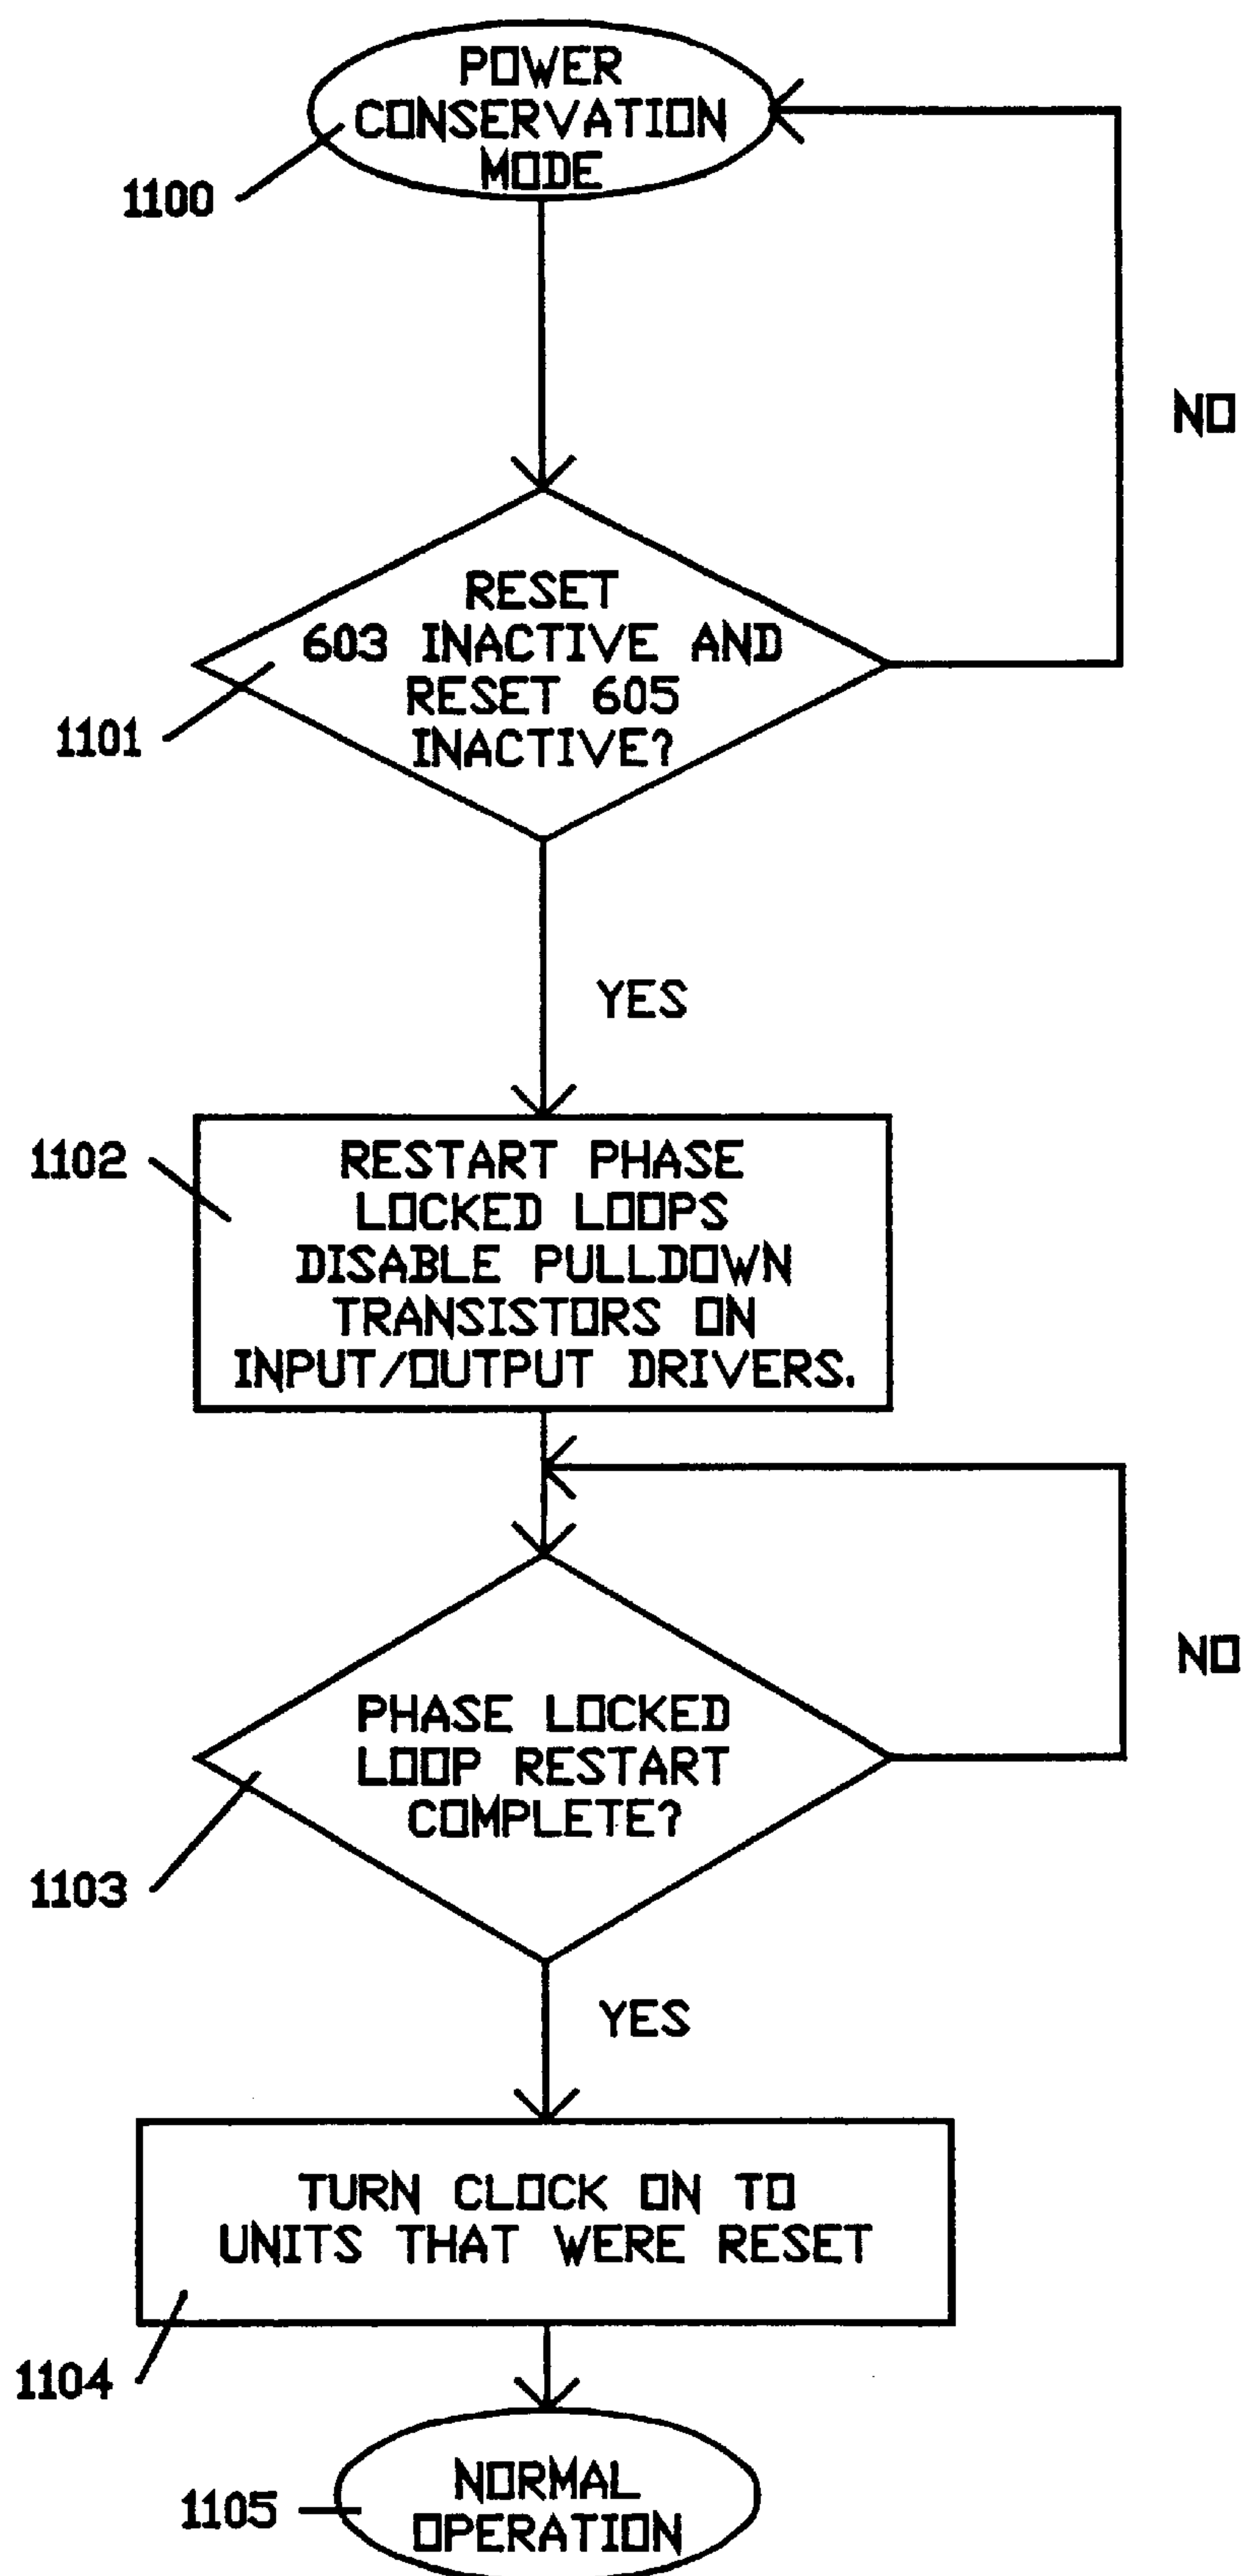 POWER
CONSERVATION
MODE
1100
NO
RESET
603 INACTIVE AND
RESET 605
INACTIVE?
1101
YES
1102
RESTART PHASE
LOCKED LOOPS
DISABLE PULLDOWN
TRANSISTORS ON
INPUT/OUTPUT DRIVERS.
NO
PHASE LOCKED
LOOP RESTART
COMPLETE?
1103
YES
TURN CLOCK ON TO
UNITS THAT WERE RESET
1104
NORMAL
1105
OPERATION